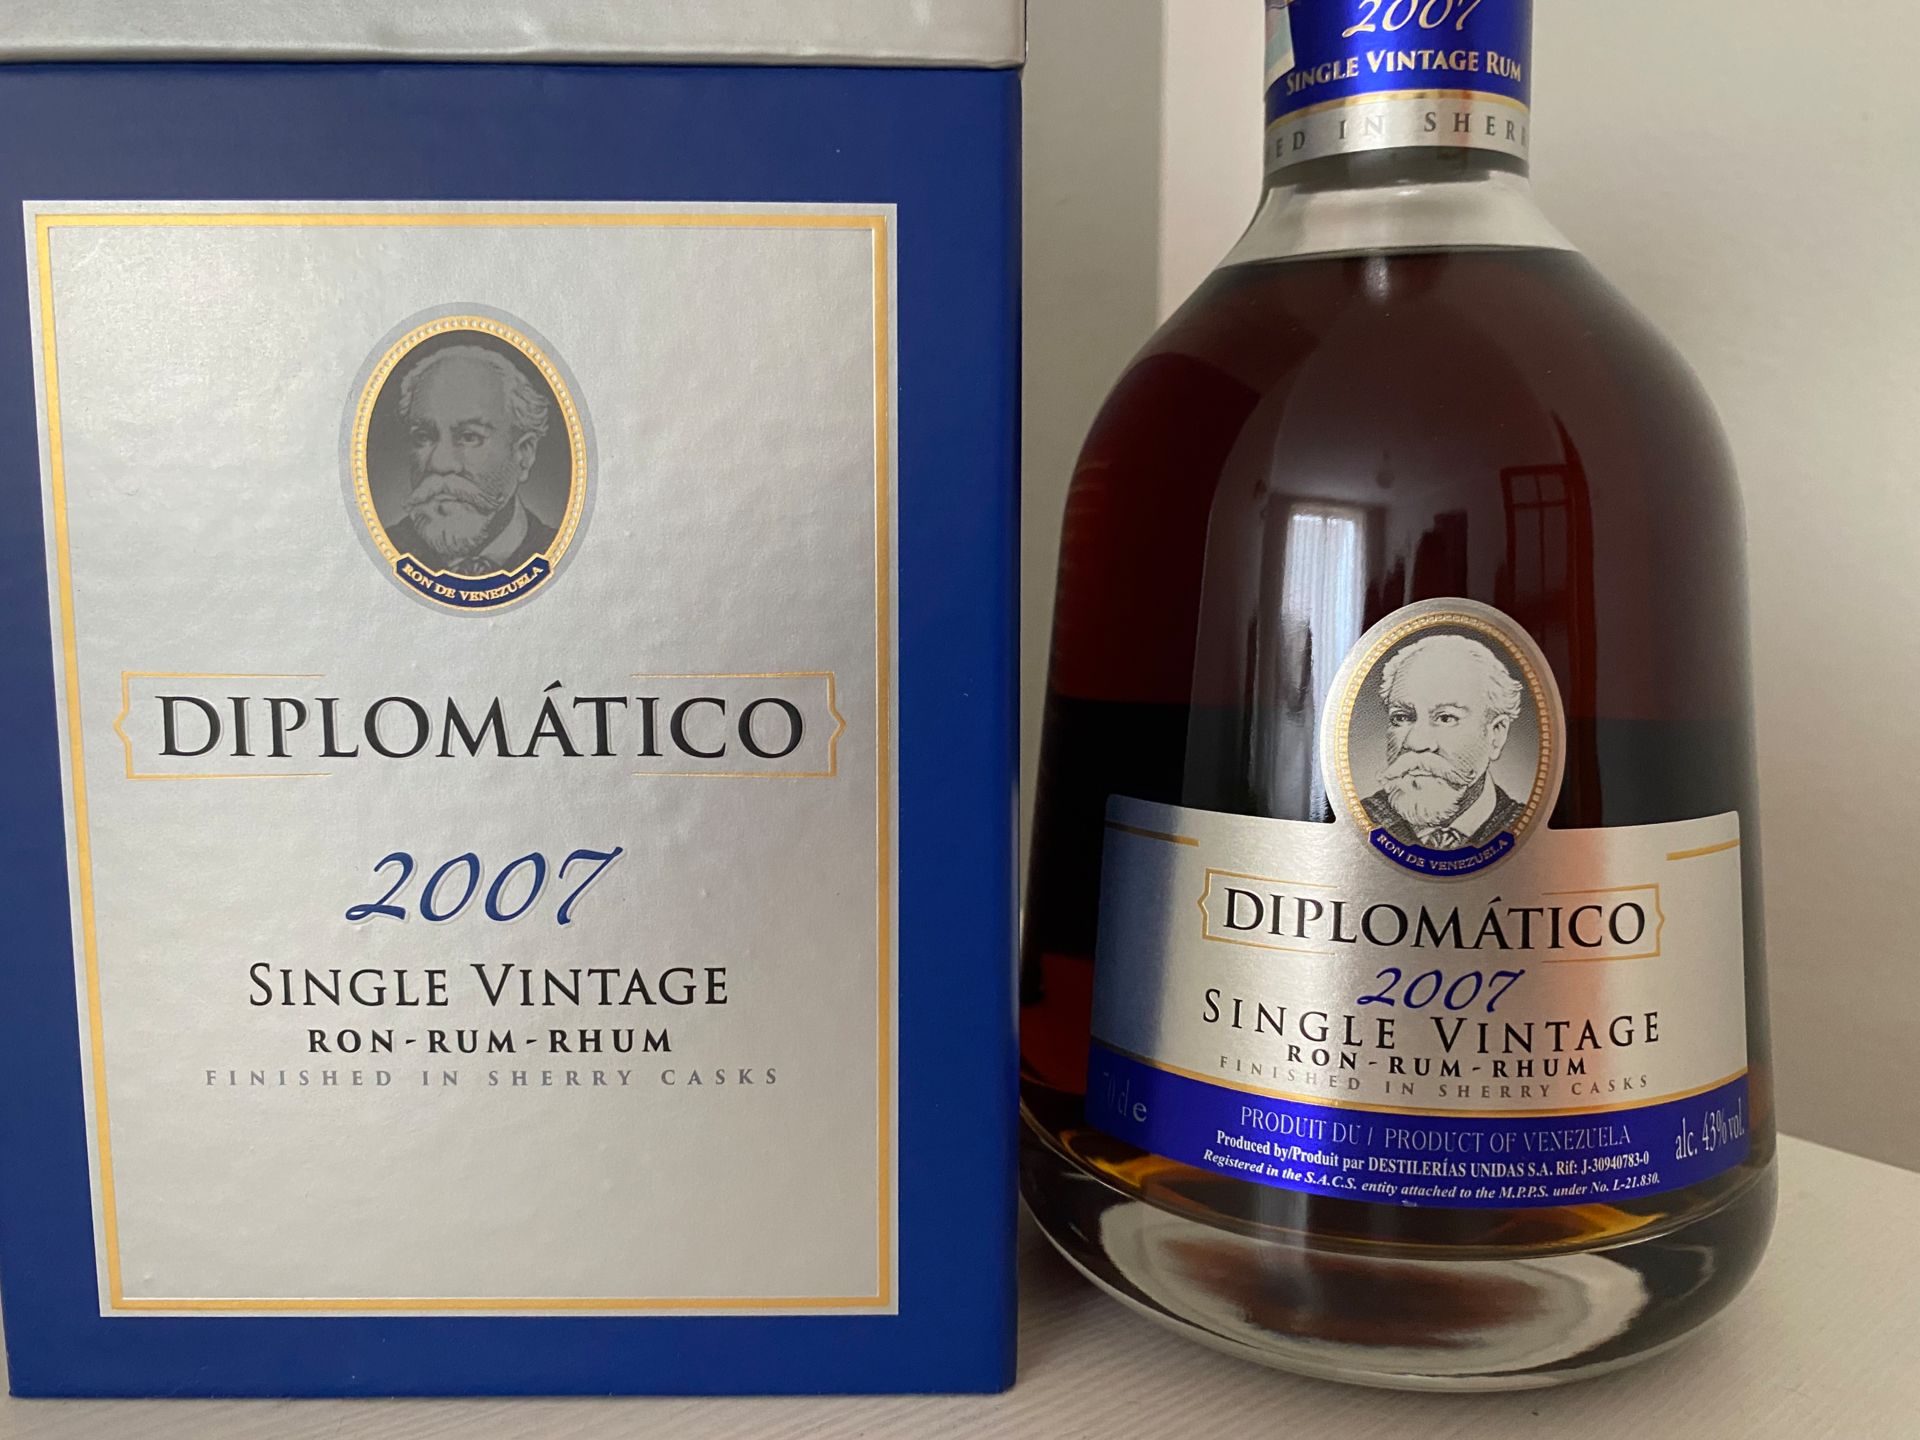 RON DE VENEZUELA
DIPLOMÁTICO
2007
SINGLE VINTAGE
RON-RUM-RHUM
FINISHED IN SHERRY CASKS
2007
SINGLE VINTAGE RUM
IN
RON DE VENEZUELA
DIPLOMÁTICO
2007
SINGLE VINTAGE
RON-RUM-RHUM
FINISHED IN SHERRY CASKS
70 cl e
PRODUIT DU / PRODUCT OF VENEZUELA
alc. 43% vol.
Produced by/Produit par DESTILERÍAS UNIDAS S.A. Rif: J-30940783-0
Registered in the S.A.C.S. entity attached to the M.P.P.S. under No. L-21.830.